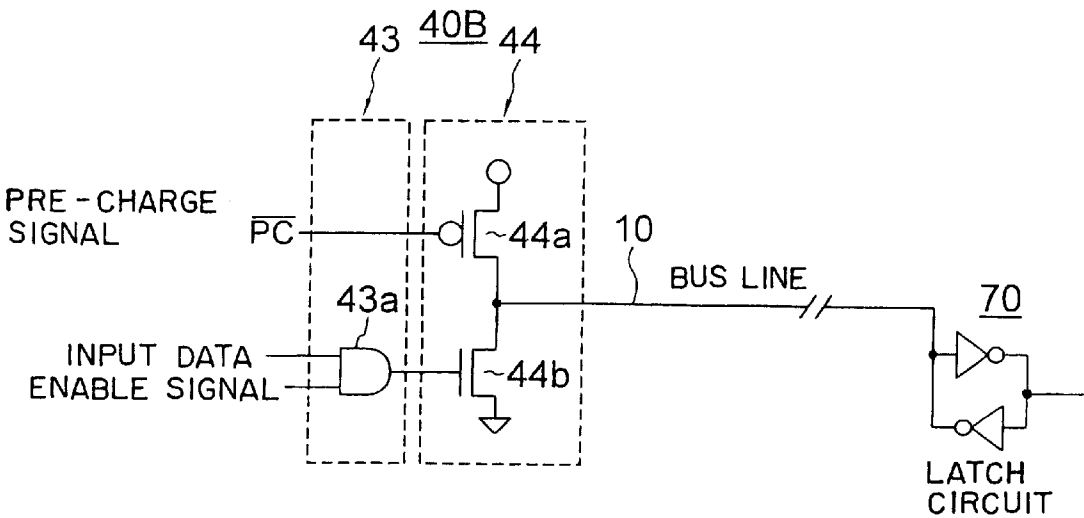 43
40B
44
PRE-CHARGE
SIGNAL
PC
44a
10
BUS LINE
43a
70
INPUT DATA
ENABLE SIGNAL
44b
LATCH
CIRCUIT